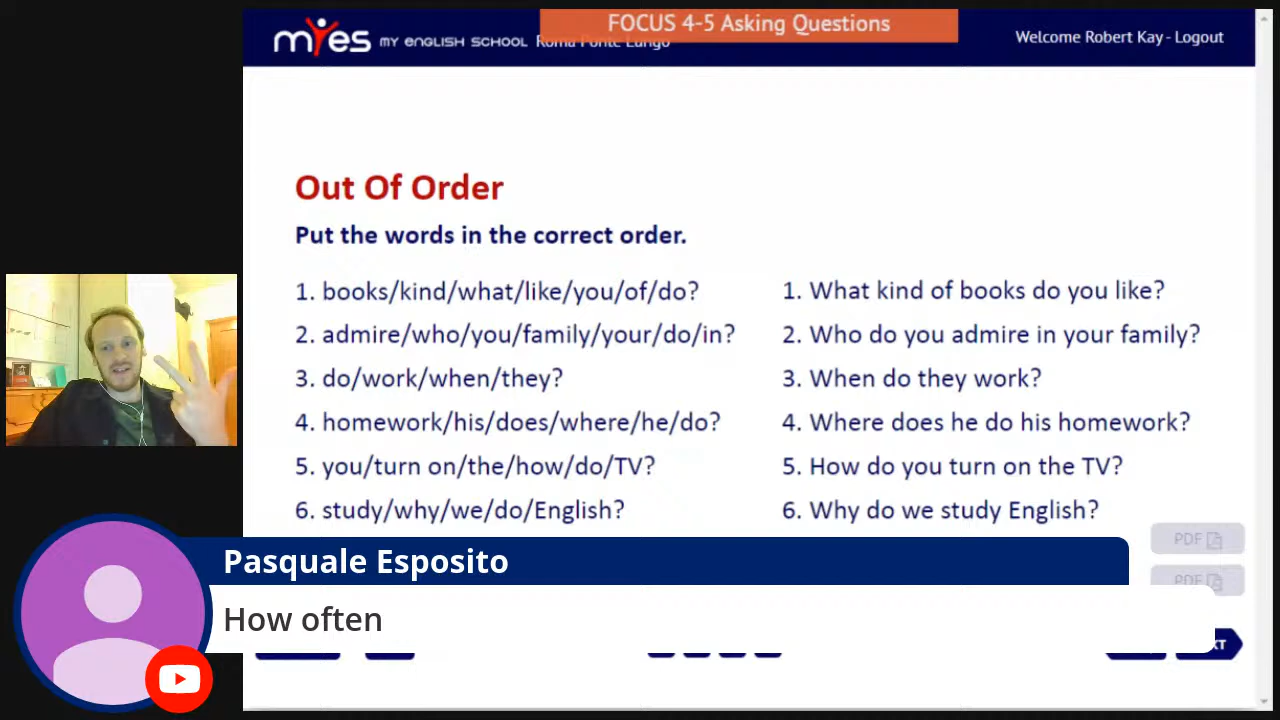 FOCUS 4-5 Asking Questions
myes MY ENGLISH SCHOOL Roma Ponte Lungo
Welcome Robert Kay - Logout
Out Of Order
Put the words in the correct order.
1. books/kind/what/like/you/of/do?
1. What kind of books do you like?
2. admire/who/you/family/your/do/in?
2. Who do you admire in your family?
3. do/work/when/they?
3. When do they work?
4. homework/his/does/where/he/do?
4. Where does he do his homework?
5. you/turn on/the/how/do/TV?
5. How do you turn on the TV?
6. study/why/we/do/English?
6. Why do we study English?
PDF
PDF
Pasquale Esposito
How often